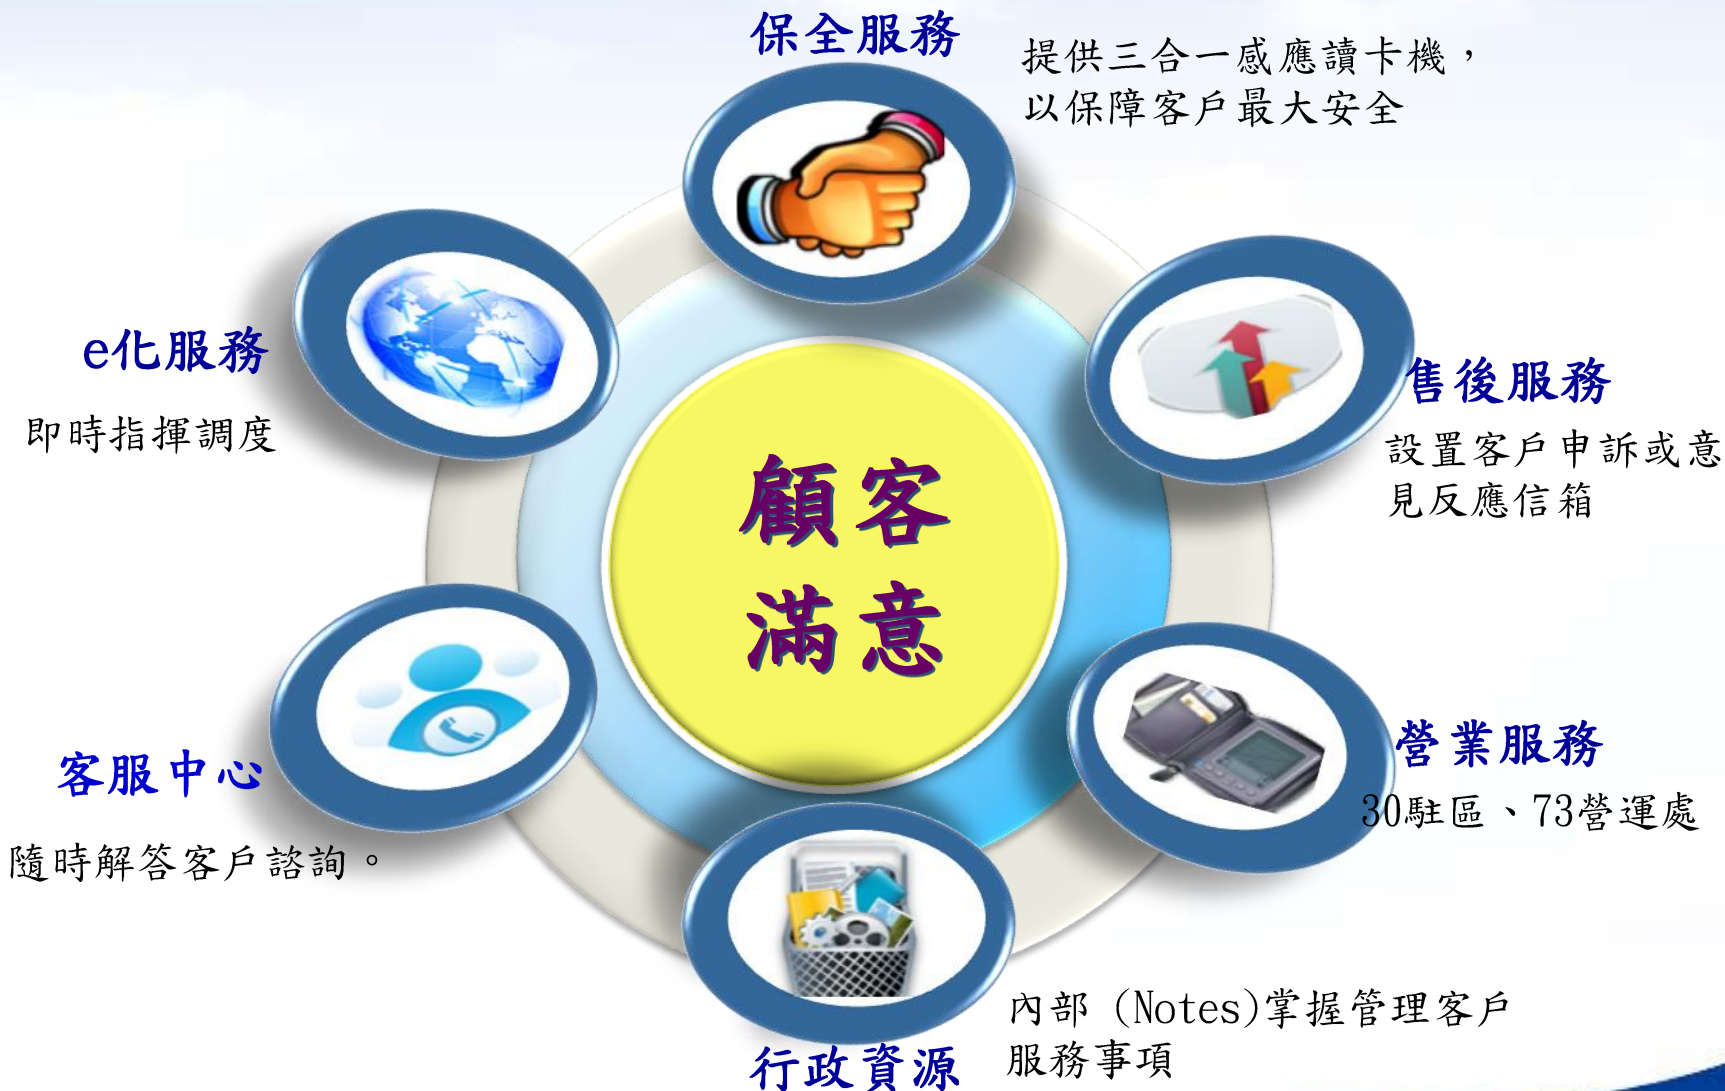 保全服務
提供三合一感應讀卡機，
以保障客戶最大安全
e化服務
即時指揮調度
售後服務
設置客戶申訴或意
見反應信箱
顧客
滿意
客服中心
隨時解答客戶諮詢。
營業服務
30駐區、73營運處
行政資源
內部 (Notes)掌握管理客戶
服務事項